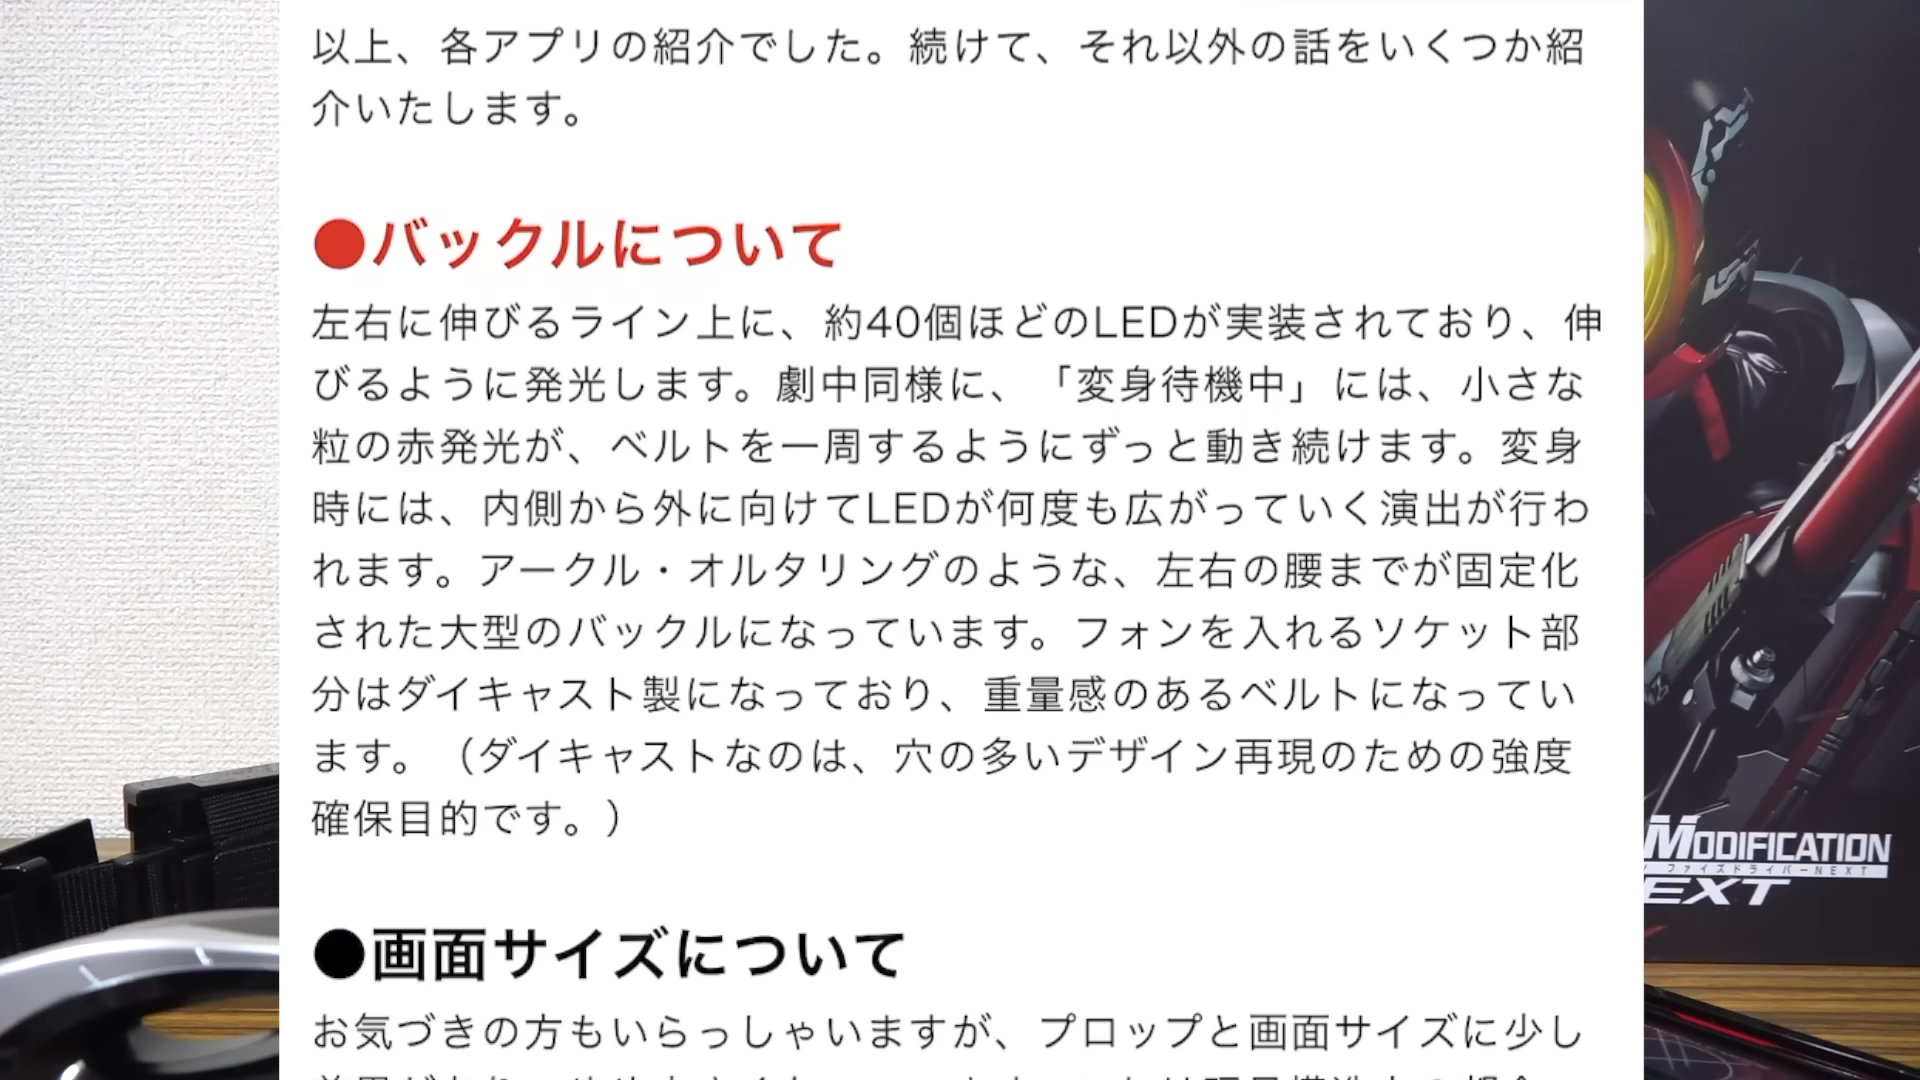 以上、各アプリの紹介でした。続けて、それ以外の話をいくつか紹
介いたします。
●バックルについて
左右に伸びるライン上に、約40個ほどのLEDが実装されており、伸
びるように発光します。劇中同様に、「変身待機中」には、小さな
粒の赤発光が、ベルトを一周するようにずっと動き続けます。変身
時には、内側から外に向けてLEDが何度も広がっていく演出が行わ
れます。アークル・オルタリングのような、左右の腰までが固定化
された大型のバックルになっています。フォンを入れるソケット部
分はダイキャスト製になっており、重量感のあるベルトになってい
ます。（ダイキャストなのは、穴の多いデザイン再現のための強度
確保目的です。）
●画面サイズについて
お気づきの方もいらっしゃいますが、プロップと画面サイズに少し
MODIFICATION
ファイズドライバーNEXT
EXT